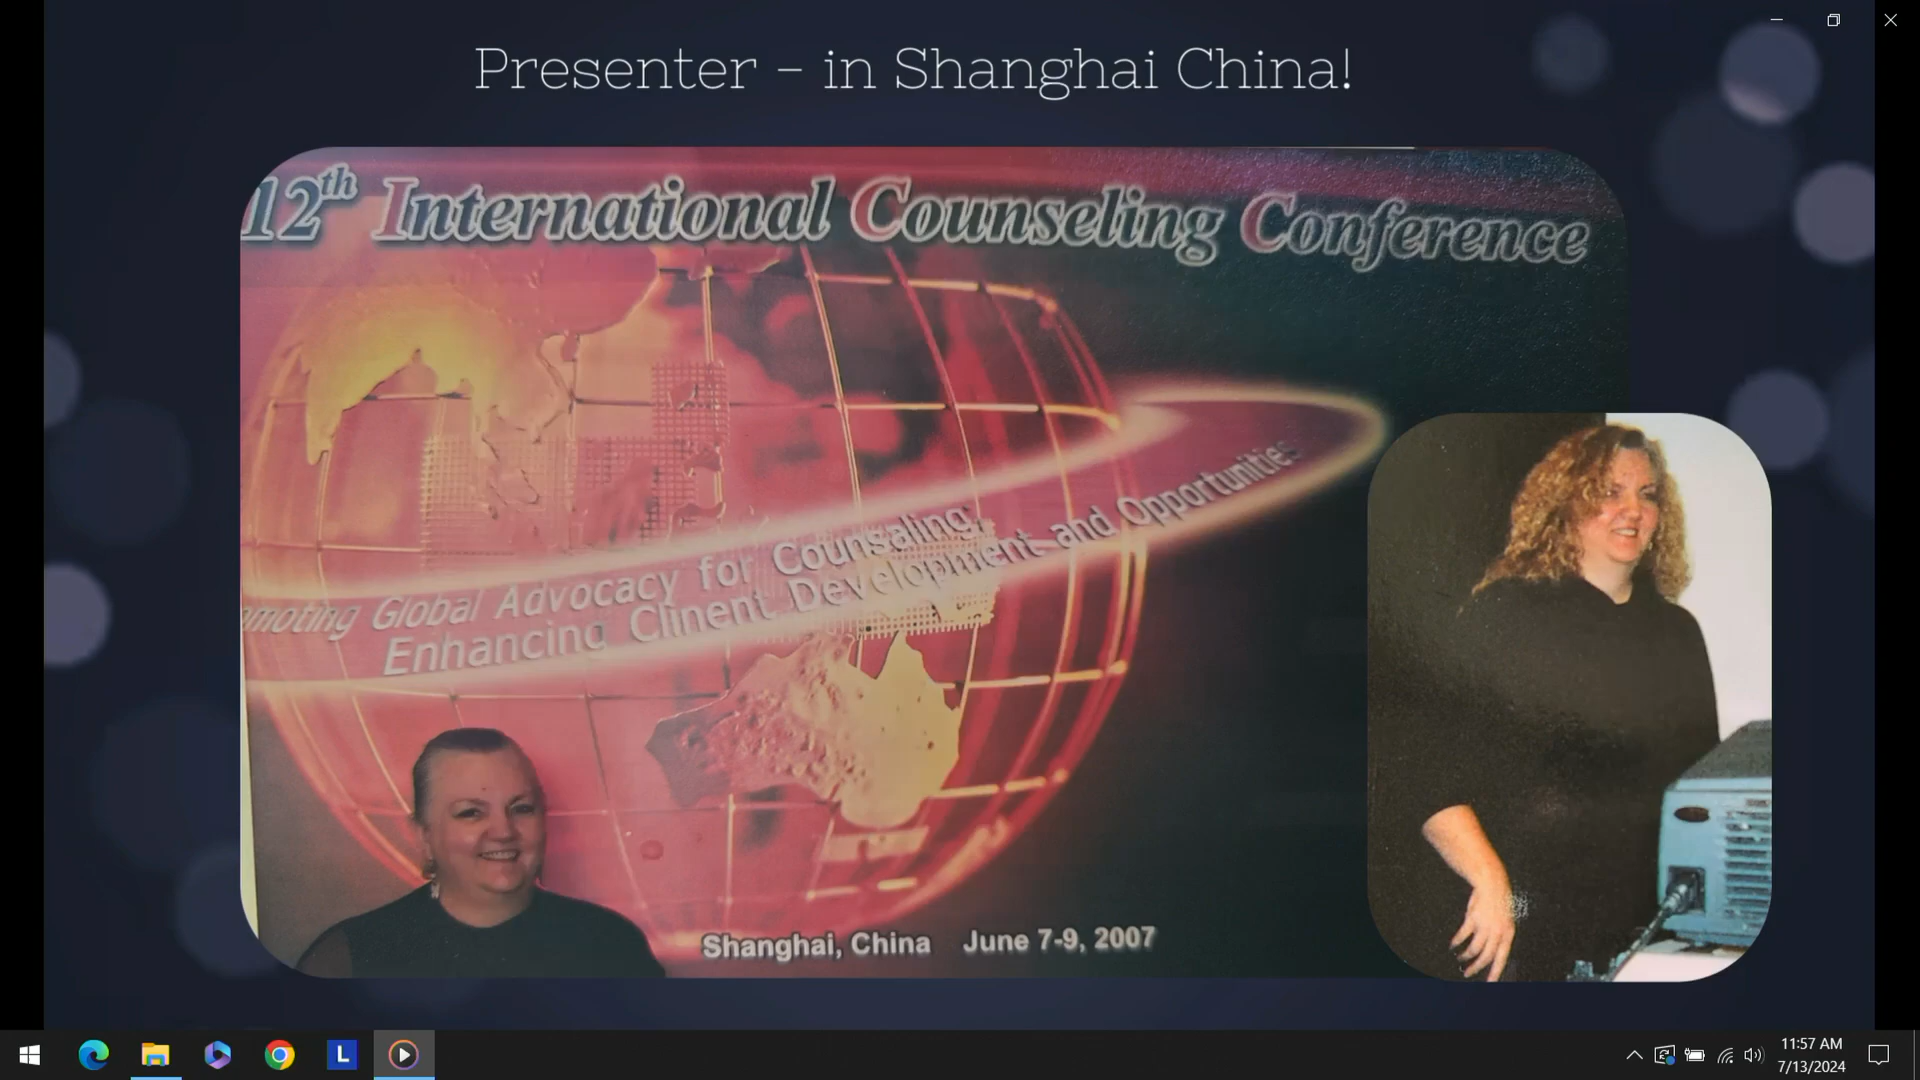 Presenter – in Shanghai China!
12th International Counseling Conference
omoting Global Advocacy for Counsaling,
Enhancing Clinent Development and Opportunities
Shanghai, China June 7-9, 2007
L
11:57 AM
7/13/2024